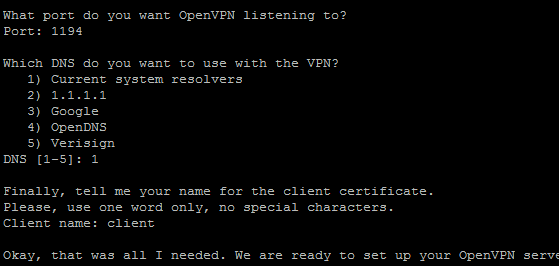 What port do you want OpenVPN listening to?
Port: 1194
Which DNS do you want to use with the VPN?
1) Current system resolvers
2) 1.1.1.1
3) Google
4) OpenDNS
5) Verisign
DNS [1-5]: 1
Finally, tell me your name for the client certificate.
Please, use one word only, no special characters.
Client name: client
Okay, that was all I needed. We are ready to set up your OpenVPN serve